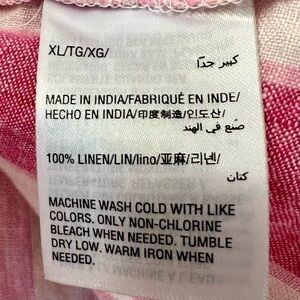 XL/TG/XG/ كبير جدًا
MADE IN INDIA/FABRIQUÉ EN INDE/
HECHO EN INDIA/印度制造/인도산/
صنع في الهند
100% LINEN/LIN/lino/亚麻/리넨/
كتان
MACHINE WASH COLD WITH LIKE
COLORS. ONLY NON-CHLORINE
BLEACH WHEN NEEDED. TUMBLE
DRY LOW. WARM IRON WHEN
NEEDED.